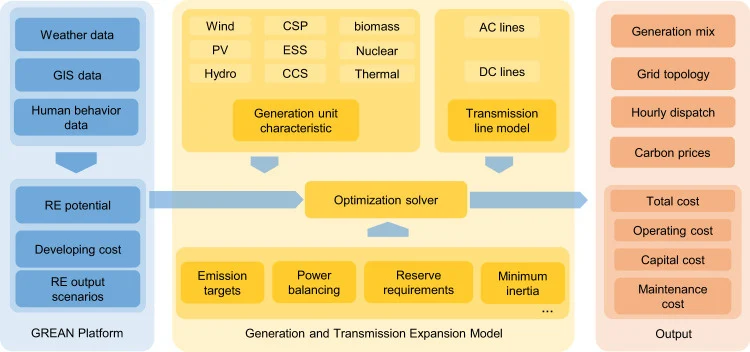 Weather data
GIS data
Human behavior
data
RE potential
Developing cost
RE output
scenarios
GREAN Platform
Wind
CSP
biomass
PV
ESS
Nuclear
Hydro
CCS
Thermal
Generation unit
characteristic
AC lines
DC lines
Transmission
line model
Optimization solver
Emission
targets
Power
balancing
Reserve
requirements
Minimum
inertia
...
Generation and Transmission Expansion Model
Generation mix
Grid topology
Hourly dispatch
Carbon prices
Total cost
Operating cost
Capital cost
Maintenance
cost
Output